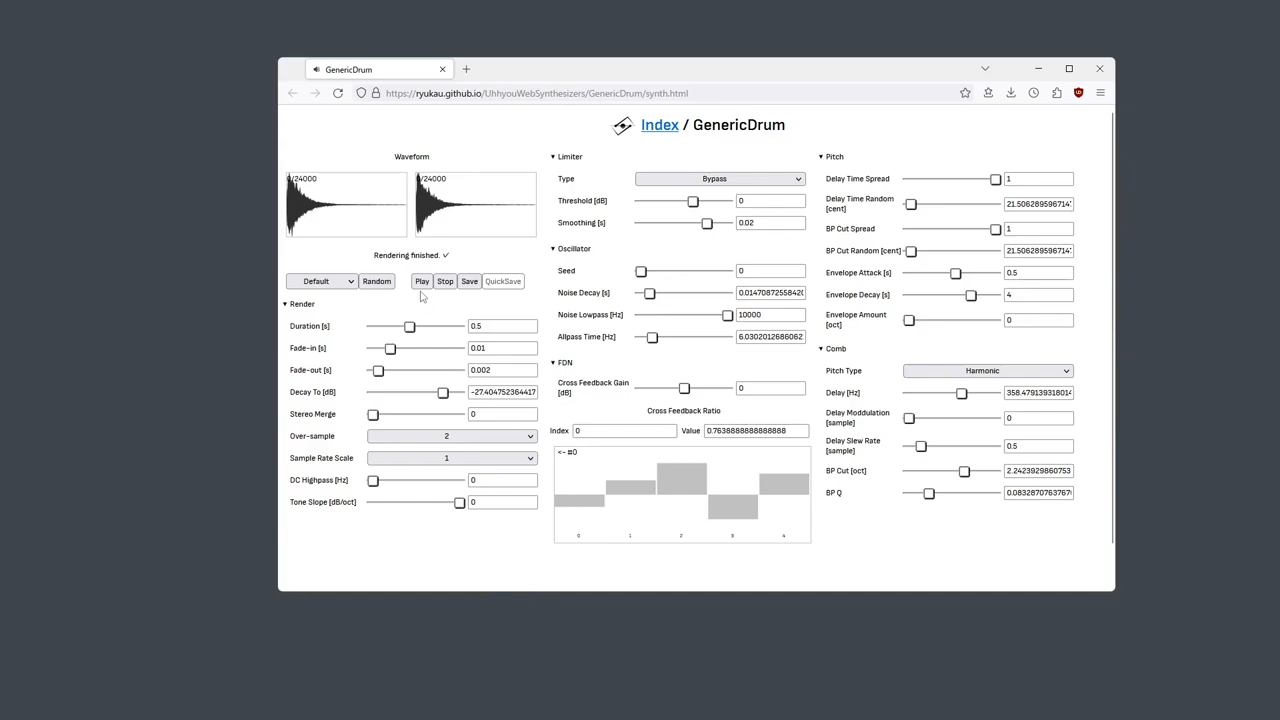 GenericDrum
https://ryukau.github.io/UhhyouWebSynthesizers/GenericDrum/synth.html
Index / GenericDrum
Waveform
0/24000
0/24000
Rendering finished. ✓
Default
Random
Play
Stop
Save
QuickSave
Render
Duration [s]
0.5
Fade-in [s]
0.01
Fade-out [s]
0.002
Decay To [dB]
-27.404752364417
Stereo Merge
0
Over-sample
2
Sample Rate Scale
1
DC Highpass [Hz]
0
Tone Slope [dB/oct]
0
Limiter
Type
Bypass
Threshold [dB]
0
Smoothing [s]
0.02
Oscillator
Seed
0
Noise Decay [s]
0.0147087255842
Noise Lowpass [Hz]
10000
Allpass Time [Hz]
6.0302012686062
FDN
Cross Feedback Gain
[dB]
0
Cross Feedback Ratio
Index
0
Value
0.7638888888888888
<- #0
0
1
2
3
4
Pitch
Delay Time Spread
1
Delay Time Random
[cent]
21.506289596714
BP Cut Spread
1
BP Cut Random [cent]
21.506289596714
Envelope Attack [s]
0.5
Envelope Decay [s]
4
Envelope Amount
[oct]
0
Comb
Pitch Type
Harmonic
Delay [Hz]
358.479139318014
Delay Moddulation
[sample]
0
Delay Slew Rate
[sample]
0.5
BP Cut [oct]
2.2423929860753
BP Q
0.0832870763767